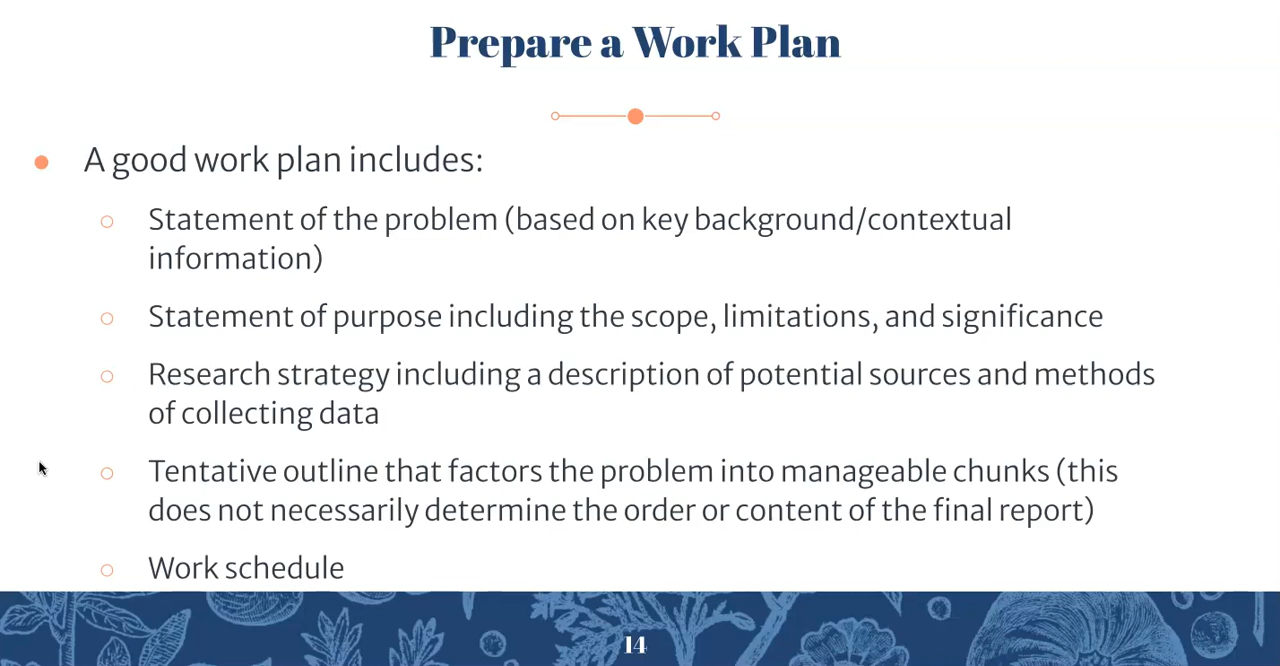 Prepare a Work Plan
A good work plan includes:
Statement of the problem (based on key background/contextual
information)
Statement of purpose including the scope, limitations, and significance
Research strategy including a description of potential sources and methods
of collecting data
Tentative outline that factors the problem into manageable chunks (this
does not necessarily determine the order or content of the final report)
Work schedule
14